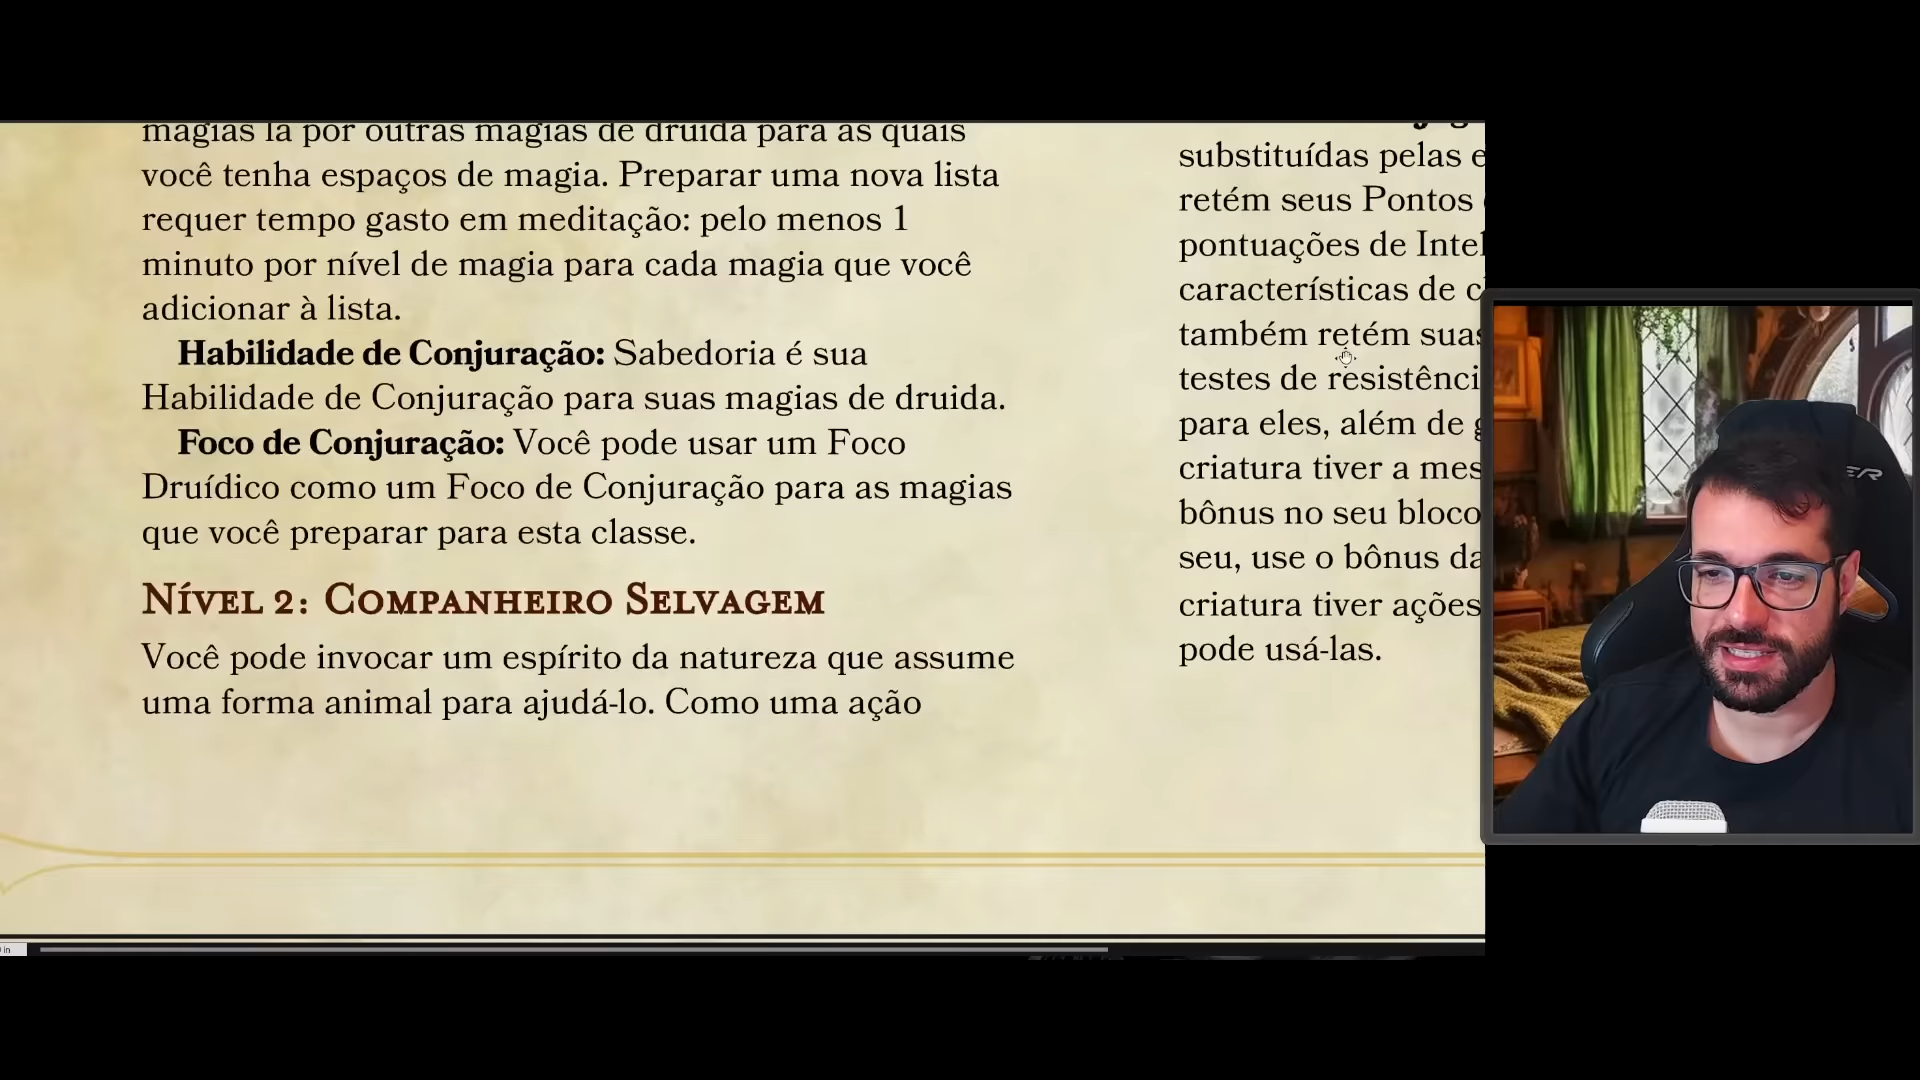 magias lá por outras magias de druida para as quais
você tenha espaços de magia. Preparar uma nova lista
requer tempo gasto em meditação: pelo menos 1
minuto por nível de magia para cada magia que você
adicionar à lista.
Habilidade de Conjuração: Sabedoria é sua
Habilidade de Conjuração para suas magias de druida.
Foco de Conjuração: Você pode usar um Foco
Druídico como um Foco de Conjuração para as magias
que você preparar para esta classe.
Nível 2: Companheiro Selvagem
Você pode invocar um espírito da natureza que assume
uma forma animal para ajudá-lo. Como uma ação
substituídas pelas
retém seus Pontos
pontuações de
características de
também retém
testes de
para eles, além de
criatura tiver a
bônus no seu bloco
seu, use o bônus
criatura tiver ações
pode usá-las.
in